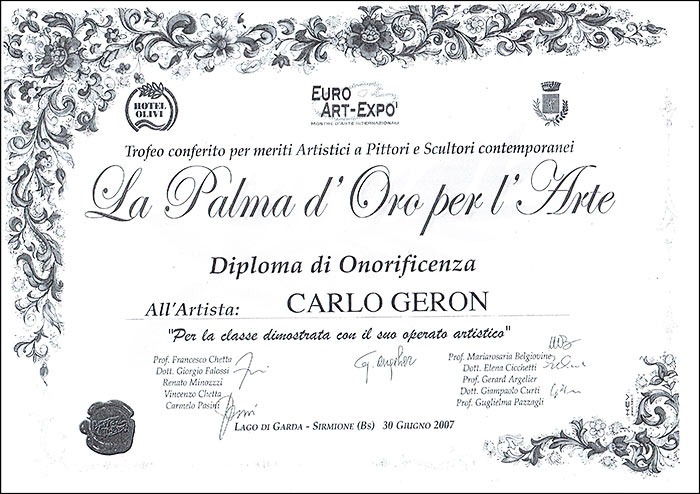 HOTEL
OLIVI
EURO
ART-EXPO'
MOSTRE D'ARTE INTERNAZIONALI
Trofeo conferito per meriti Artistici a Pittori e Scultori contemporanei
La Palma d'Oro per l'Arte
Diploma di Onorificenza
All'Artista: CARLO GERON
"Per la classe dimostrata con il suo operato artistico"
Prof. Francesco Chetta
Dott. Giorgio Falossi
Renato Minozzi
Vincenzo Chetta
Carmelo Pasini
Prof. Mariarosaria Belgiovine
Dott. Elena Cicchetti
Prof. Gerard Argelier
Dott. Giampaolo Curti
Prof. Guglielma Pazzagli
LAGO DI GARDA - SIRMIONE (BS) 30 GIUGNO 2007